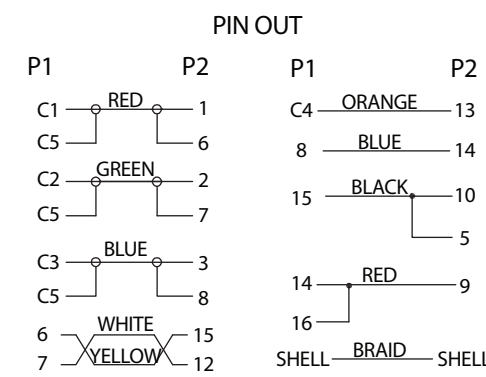 PIN OUT
P1 P2
C1 RED 1
C5 6
C2 GREEN 2
C5 7
C3 BLUE 3
C5 8
6 WHITE 15
7 YELLOW 12
P1 P2
C4 ORANGE 13
8 BLUE 14
15 BLACK 10
5
14 RED 9
16
SHELL BRAID SHELL